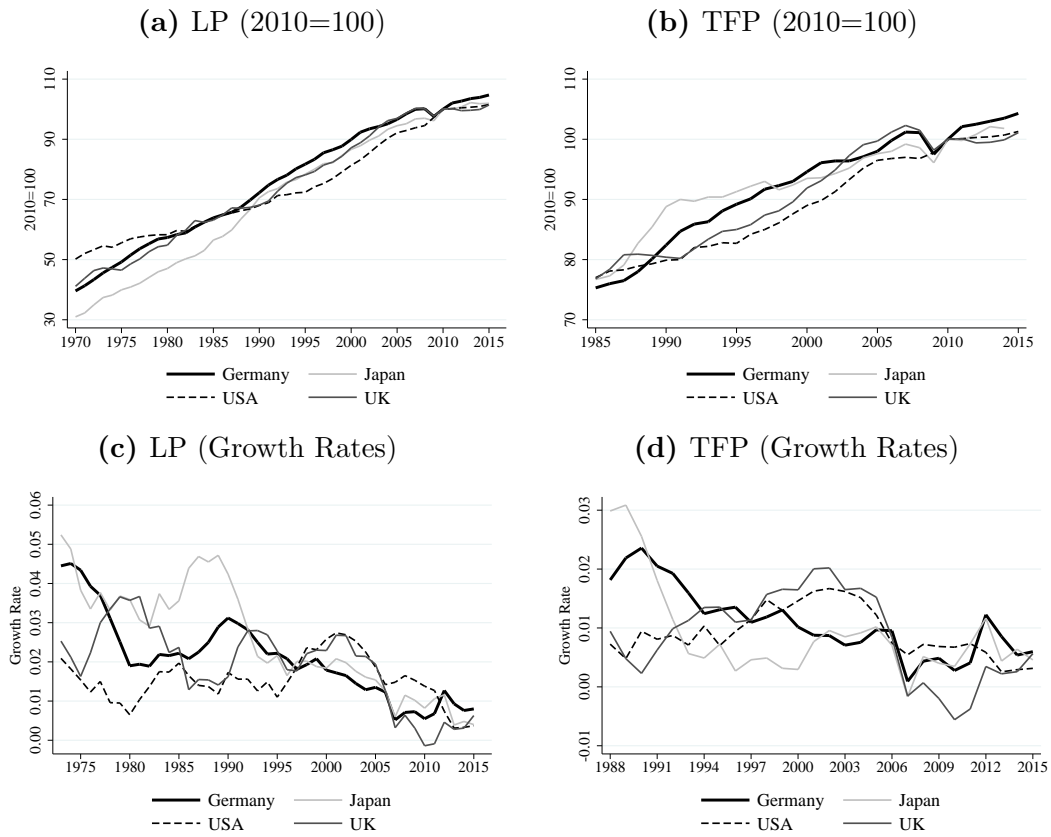 (a) LP (2010=100)
(b) TFP (2010=100)
2010=100
110
90
70
50
30
1970 1975 1980 1985 1990 1995 2000 2005 2010 2015
Germany Japan
USA UK
2010=100
110
100
90
80
70
1985 1990 1995 2000 2005 2010 2015
Germany Japan
USA UK
(c) LP (Growth Rates)
(d) TFP (Growth Rates)
Growth Rate
0.06
0.05
0.04
0.03
0.02
0.01
0.00
1975 1980 1985 1990 1995 2000 2005 2010 2015
Germany Japan
USA UK
Growth Rate
0.03
0.02
0.01
0.00
-0.01
1988 1991 1994 1997 2000 2003 2006 2009 2012 2015
Germany Japan
USA UK